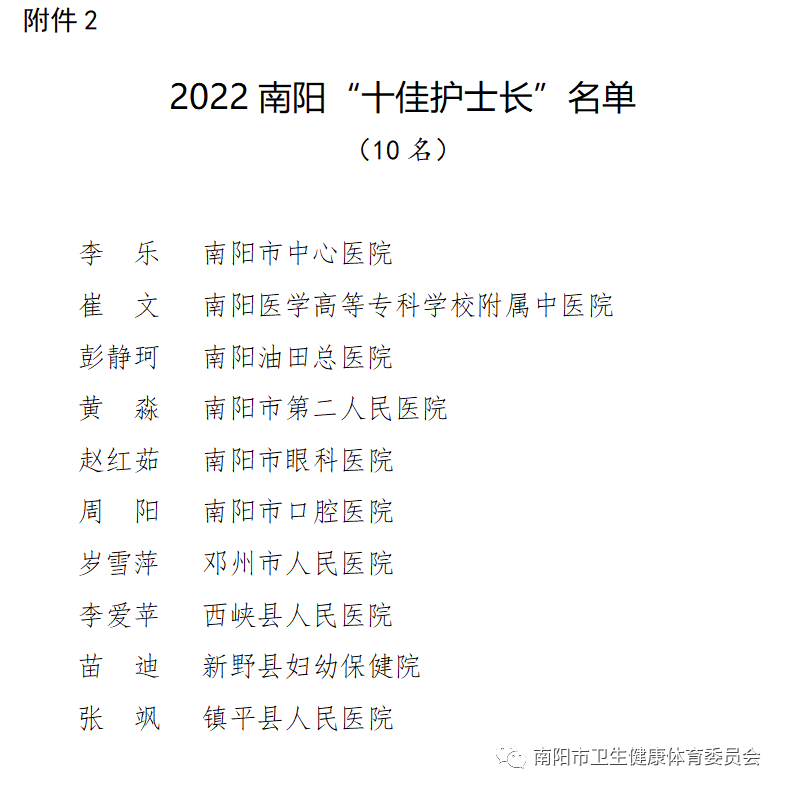 附件 2
2022 南阳“十佳护士长”名单
（10 名）
李　乐　南阳市中心医院
崔　文　南阳医学高等专科学校附属中医院
彭静珂　南阳油田总医院
黄　淼　南阳市第二人民医院
赵红茹　南阳市眼科医院
周　阳　南阳市口腔医院
岁雪萍　邓州市人民医院
李爱苹　西峡县人民医院
苗　迪　新野县妇幼保健院
张　飒　镇平县人民医院
南阳市卫生健康体育委员会